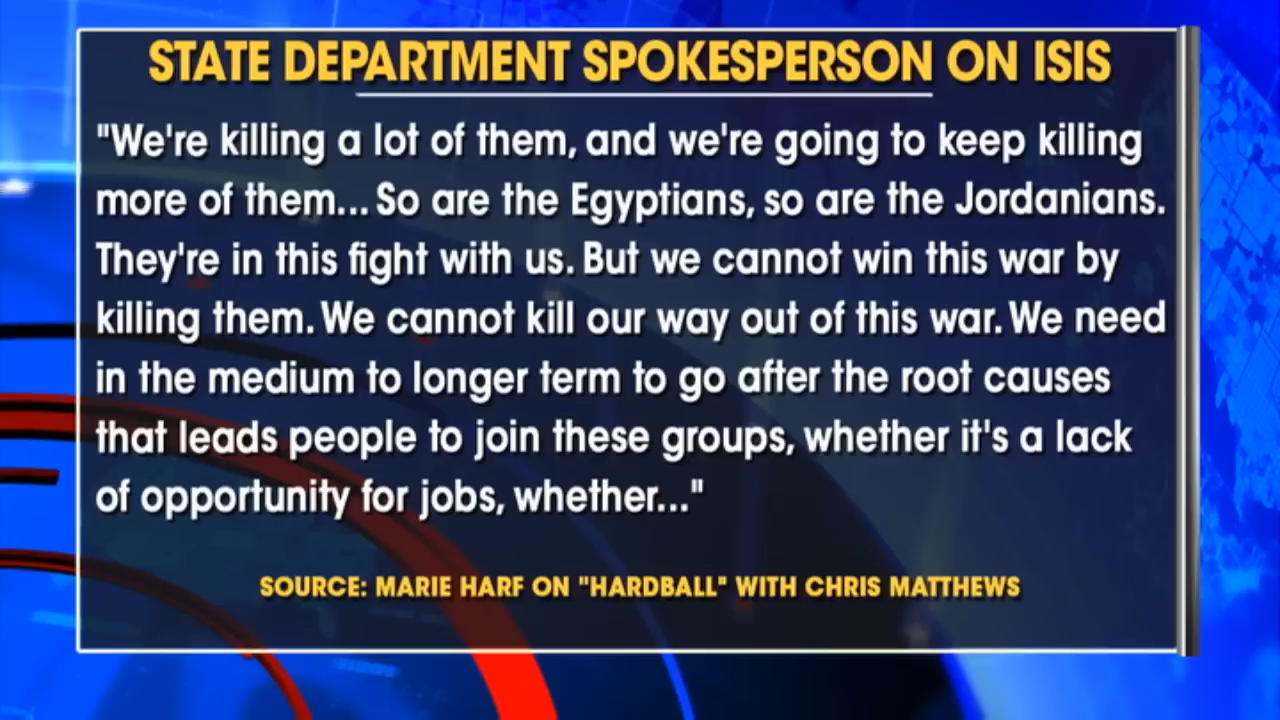 STATE DEPARTMENT SPOKESPERSON ON ISIS
"We're killing a lot of them, and we're going to keep killing
more of them... So are the Egyptians, so are the Jordanians.
They're in this fight with us. But we cannot win this war by
killing them. We cannot kill our way out of this war. We need
in the medium to longer term to go after the root causes
that leads people to join these groups, whether it's a lack
of opportunity for jobs, whether..."
SOURCE: MARIE HARF ON "HARDBALL" WITH CHRIS MATTHEWS